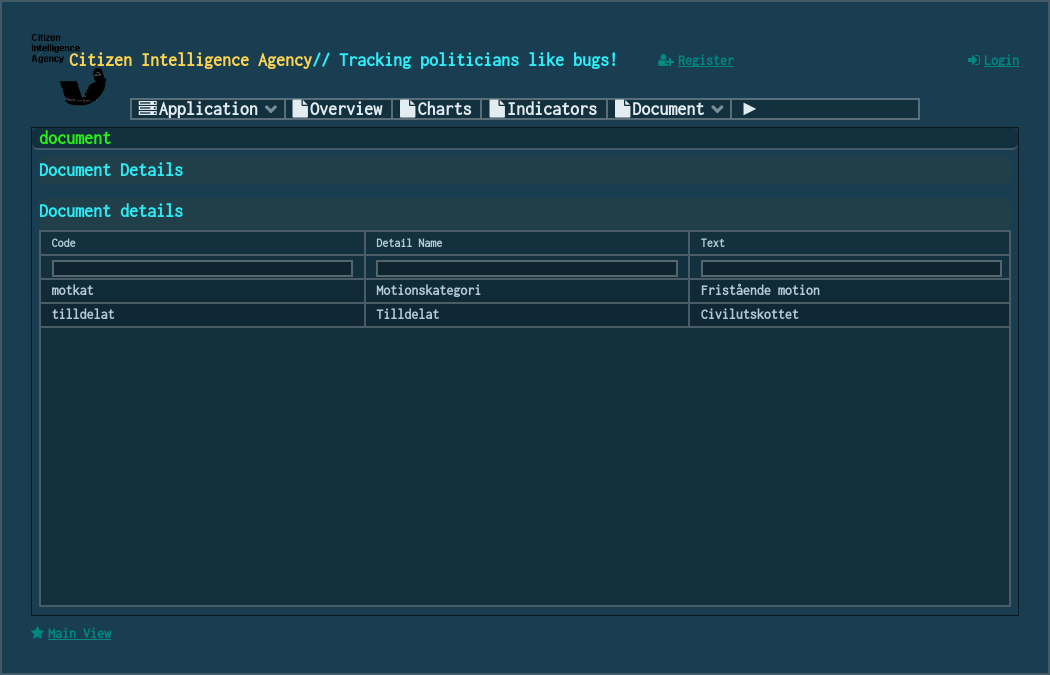 Citizen
Intelligence
Agency
Citizen Intelligence Agency// Tracking politicians like bugs!
Register
Login
Application
Overview
Charts
Indicators
Document
document
Document Details
Document details
Code
Detail Name
Text
motkat
Motionskategori
Fristående motion
tilldelat
Tilldelat
Civilutskottet
Main View